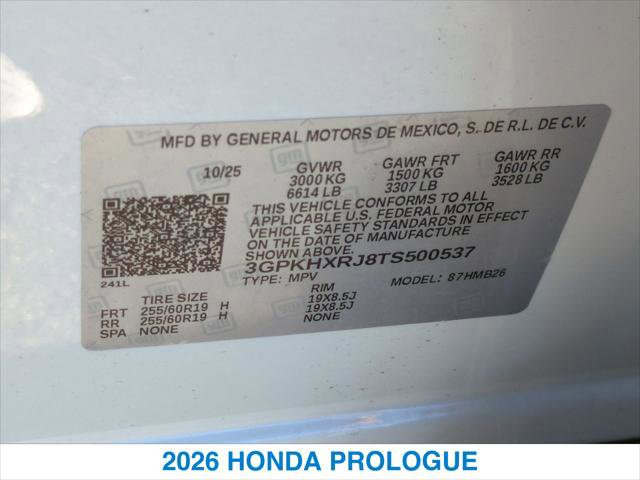 MFD BY GENERAL MOTORS DE MEXICO, S. DE R.L. DE C.V.
10/25 GVWR GAWR FRT GAWR RR
3000 KG 1500 KG 1600 KG
6614 LB 3307 LB 3528 LB
THIS VEHICLE CONFORMS TO ALL
APPLICABLE U.S. FEDERAL MOTOR
VEHICLE SAFETY STANDARDS IN EFFECT
ON THE DATE OF MANUFACTURE
SHOWN ABOVE.
3GPKHXRJ8TS500537
TYPE: MPV MODEL: 87HMB26
241L
TIRE SIZE RIM
FRT 255/60R19 H 19X8.5J
RR 255/60R19 H 19X8.5J
SPA NONE NONE
2026 HONDA PROLOGUE